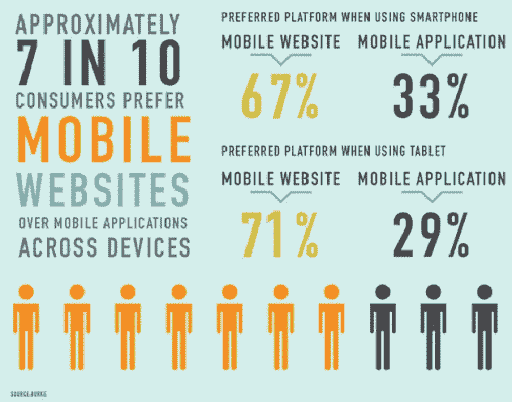 APPROXIMATELY
7 IN 10
CONSUMERS PREFER
MOBILE
WEBSITES
OVER MOBILE APPLICATIONS
ACROSS DEVICES
PREFERRED PLATFORM WHEN USING SMARTPHONE
MOBILE WEBSITE MOBILE APPLICATION
67% 33%
PREFERRED PLATFORM WHEN USING TABLET
MOBILE WEBSITE MOBILE APPLICATION
71% 29%
SOURCE:BURKE